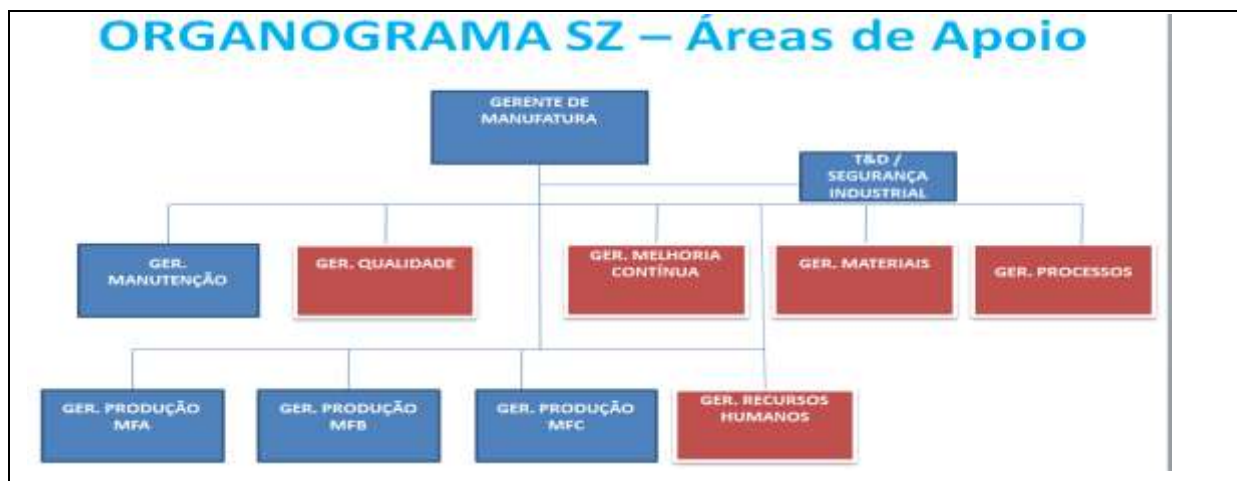 ORGANOGRAMA SZ – Áreas de Apoio
GERENTE DE
MANUFATURA
T&D /
SEGURANÇA
INDUSTRIAL
GER.
MANUTENÇÃO
GER. QUALIDADE
GER. MELHORIA
CONTÍNUA
GER. MATERIAIS
GER. PROCESSOS
GER. PRODUÇÃO
MFA
GER. PRODUÇÃO
MFB
GER. PRODUÇÃO
MFC
GER. RECURSOS
HUMANOS